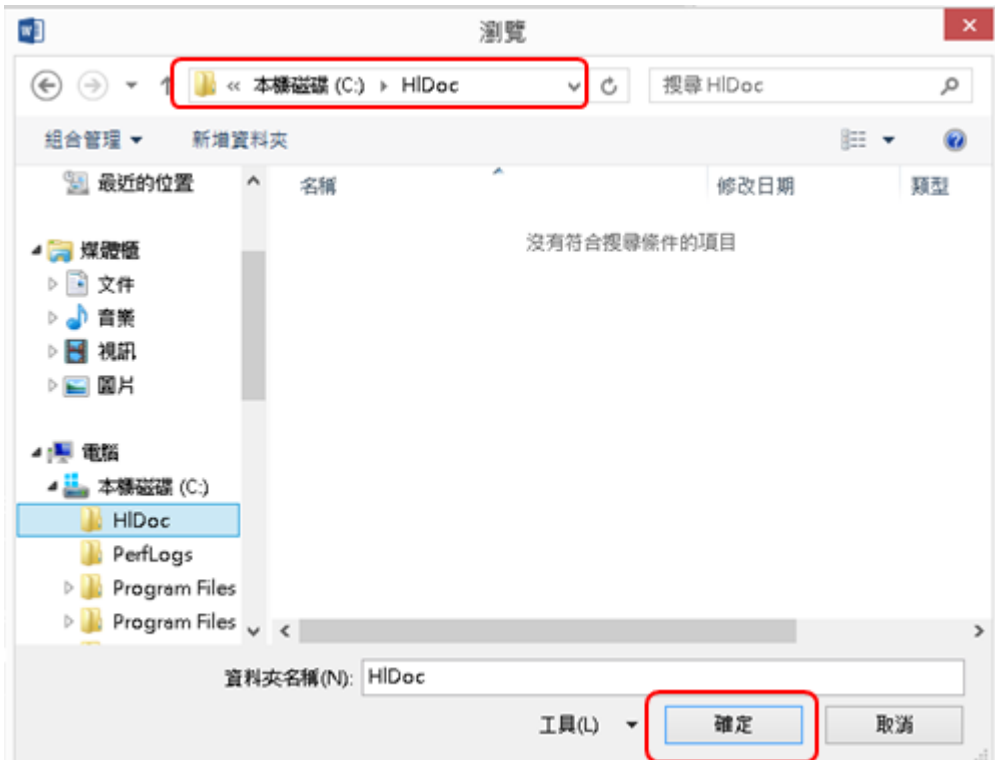 瀏覽
« 本機磁碟 (C:) ▸ HlDoc
搜尋 HlDoc
組合管理 新增資料夾
最近的位置
名稱 修改日期 類型
沒有符合搜尋條件的項目
媒體櫃
文件
音樂
視訊
圖片
電腦
本機磁碟 (C:)
HlDoc
PerfLogs
Program Files
Program Files
資料夾名稱(N): HlDoc
工具(L) 確定 取消